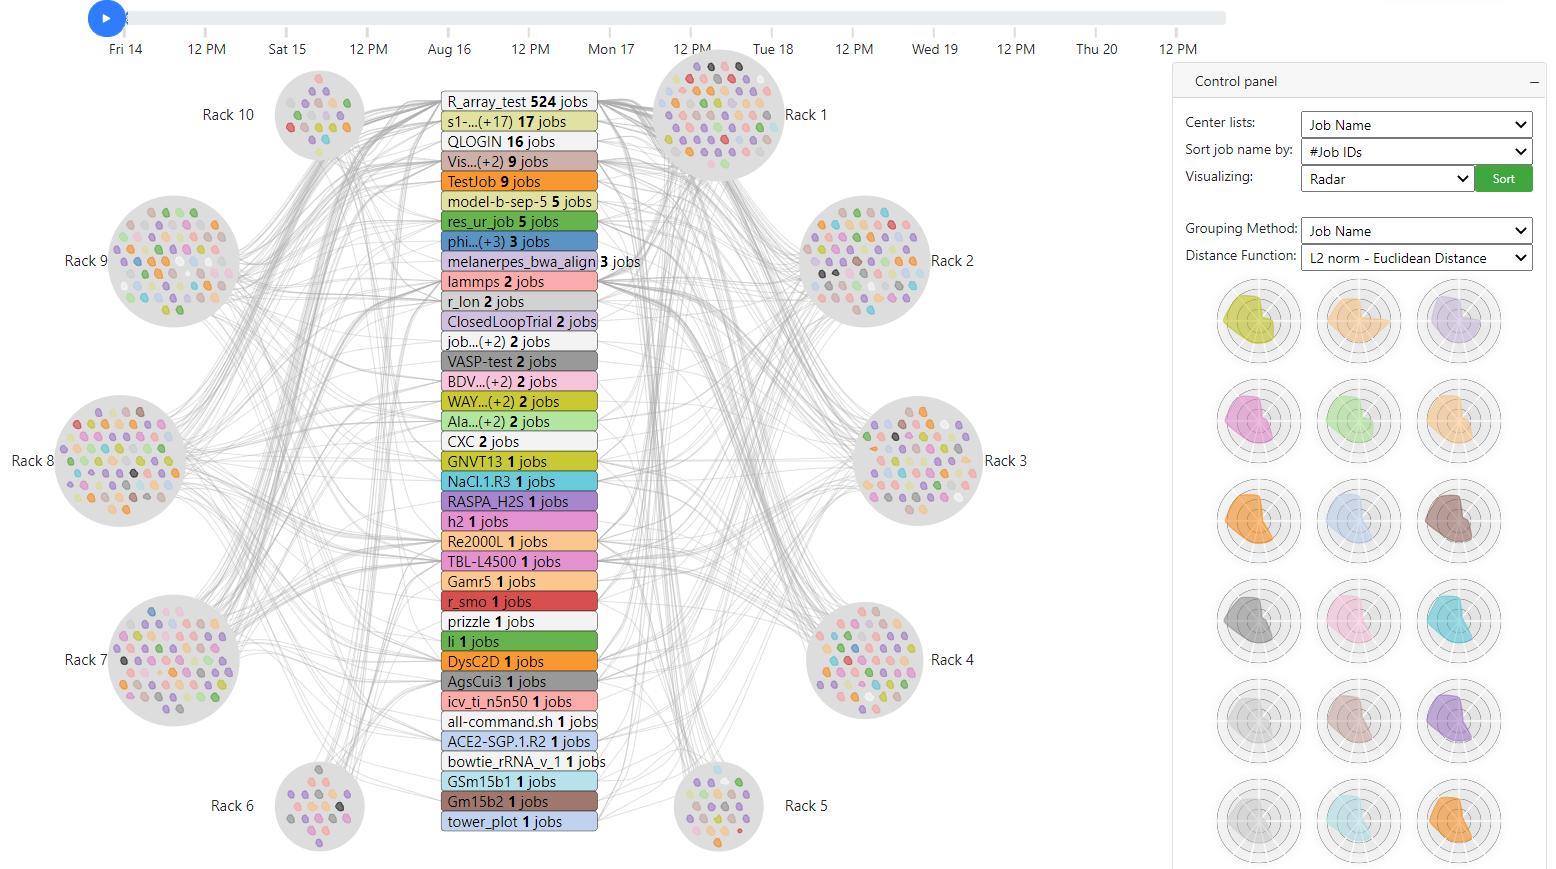 Fri 14 12 PM Sat 15 12 PM Aug 16 12 PM Mon 17 12 PM Tue 18 12 PM Wed 19 12 PM Thu 20 12 PM
Control panel –
Center lists: Job Name
Sort job name by: #Job IDs
Visualizing: Radar Sort
Grouping Method: Job Name
Distance Function: L2 norm - Euclidean Distance
Rack 10
Rack 1
Rack 9
Rack 2
Rack 8
Rack 3
Rack 7
Rack 4
Rack 6
Rack 5
R_array_test 524 jobs
s1-...(+17) 17 jobs
QLOGIN 16 jobs
Vis...(+2) 9 jobs
TestJob 9 jobs
model-b-sep-5 5 jobs
res_ur_job 5 jobs
phi...(+3) 3 jobs
melanerpes_bwa_align 3 jobs
lammps 2 jobs
r_lon 2 jobs
ClosedLoopTrial 2 jobs
job...(+2) 2 jobs
VASP-test 2 jobs
BDV...(+2) 2 jobs
WAY...(+2) 2 jobs
Ala...(+2) 2 jobs
CXC 2 jobs
GNVT13 1 jobs
NaCl.1.R3 1 jobs
RASPA_H2S 1 jobs
h2 1 jobs
Re2000L 1 jobs
TBL-L4500 1 jobs
Gamr5 1 jobs
r_smo 1 jobs
prizzle 1 jobs
li 1 jobs
DysC2D 1 jobs
AgsCui3 1 jobs
icv_ti_n5n50 1 jobs
all-command.sh 1 jobs
ACE2-SGP.1.R2 1 jobs
bowtie_rRNA_v_1 1 jobs
GSm15b1 1 jobs
Gm15b2 1 jobs
tower_plot 1 jobs